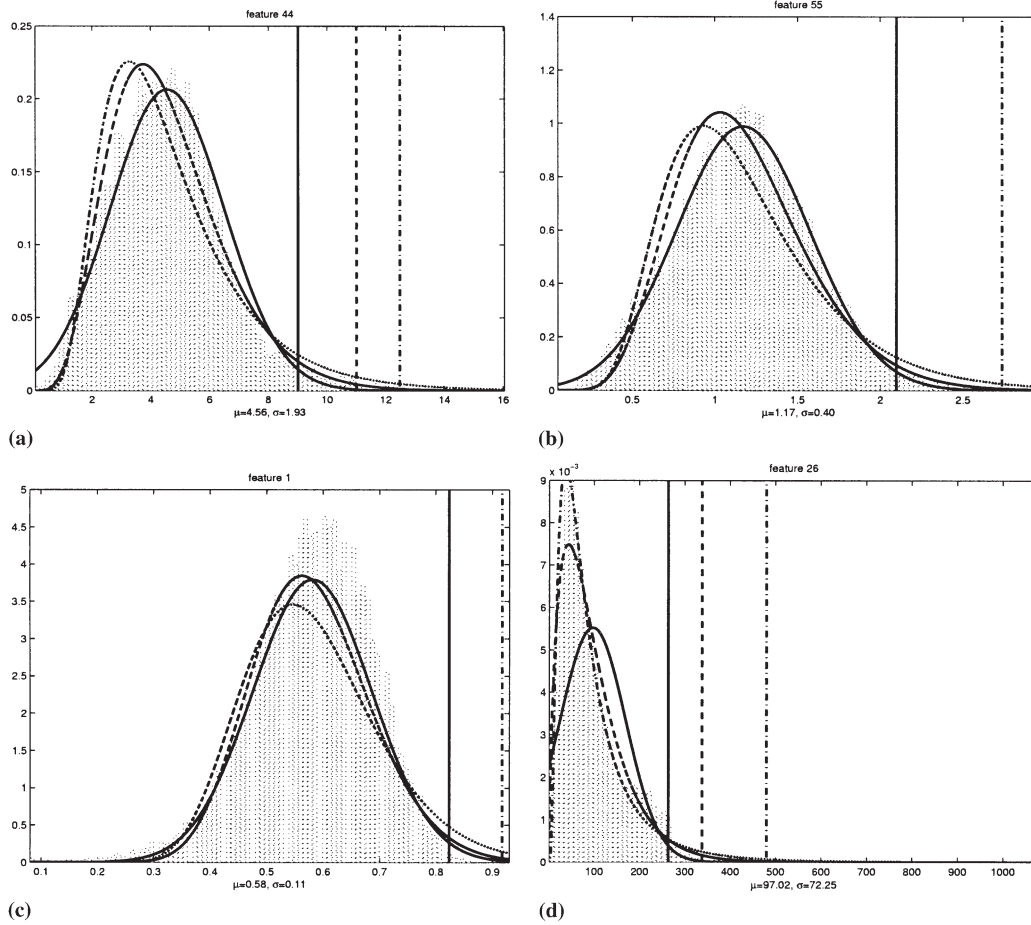 feature 44
0.25
0.2
0.15
0.1
0.05
0
2 4 6 8 10 12 14 16
μ=4.56, σ=1.93
(a)
feature 55
1.4
1.2
1
0.8
0.6
0.4
0.2
0
0.5 1 1.5 2 2.5
μ=1.17, σ=0.40
(b)
feature 1
5
4.5
4
3.5
3
2.5
2
1.5
1
0.5
0
0.1 0.2 0.3 0.4 0.5 0.6 0.7 0.8 0.9
μ=0.58, σ=0.11
(c)
feature 26
x 10⁻³
9
8
7
6
5
4
3
2
1
0
100 200 300 400 500 600 700 800 900 1000
μ=97.02, σ=72.25
(d)